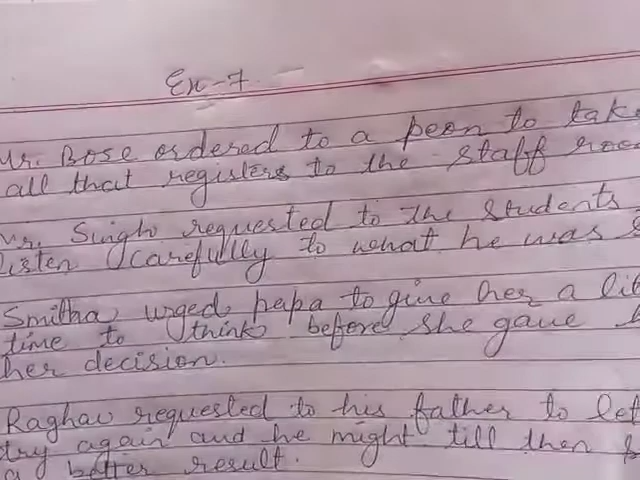 Ex-7
Mr. Bose ordered to a peon to take
all that registers to the staff
Mr. Singh requested to the students
listen carefully to what he was
Smitha urged papa to give her a
time to think before she gave
her decision.
Raghav requested to his father to let
try again and he might till then
a better result.